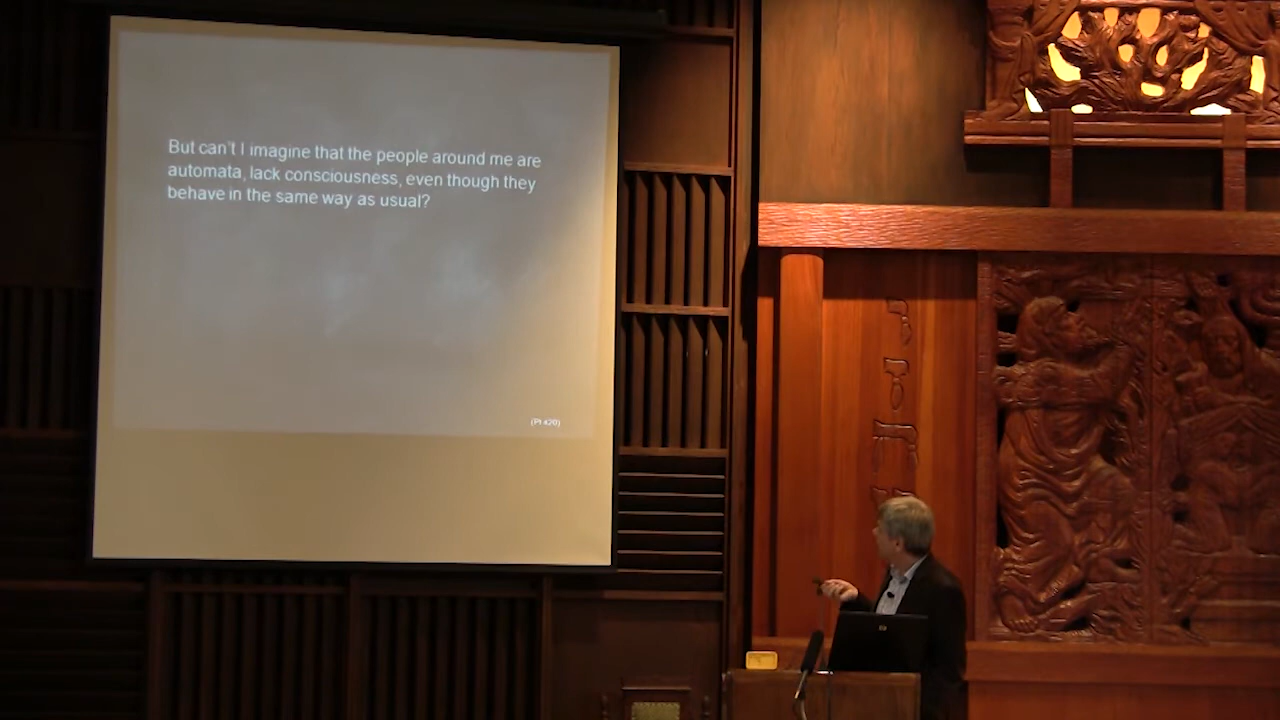 But can't I imagine that the people around me are
automata, lack consciousness, even though they
behave in the same way as usual?
(PI 420)